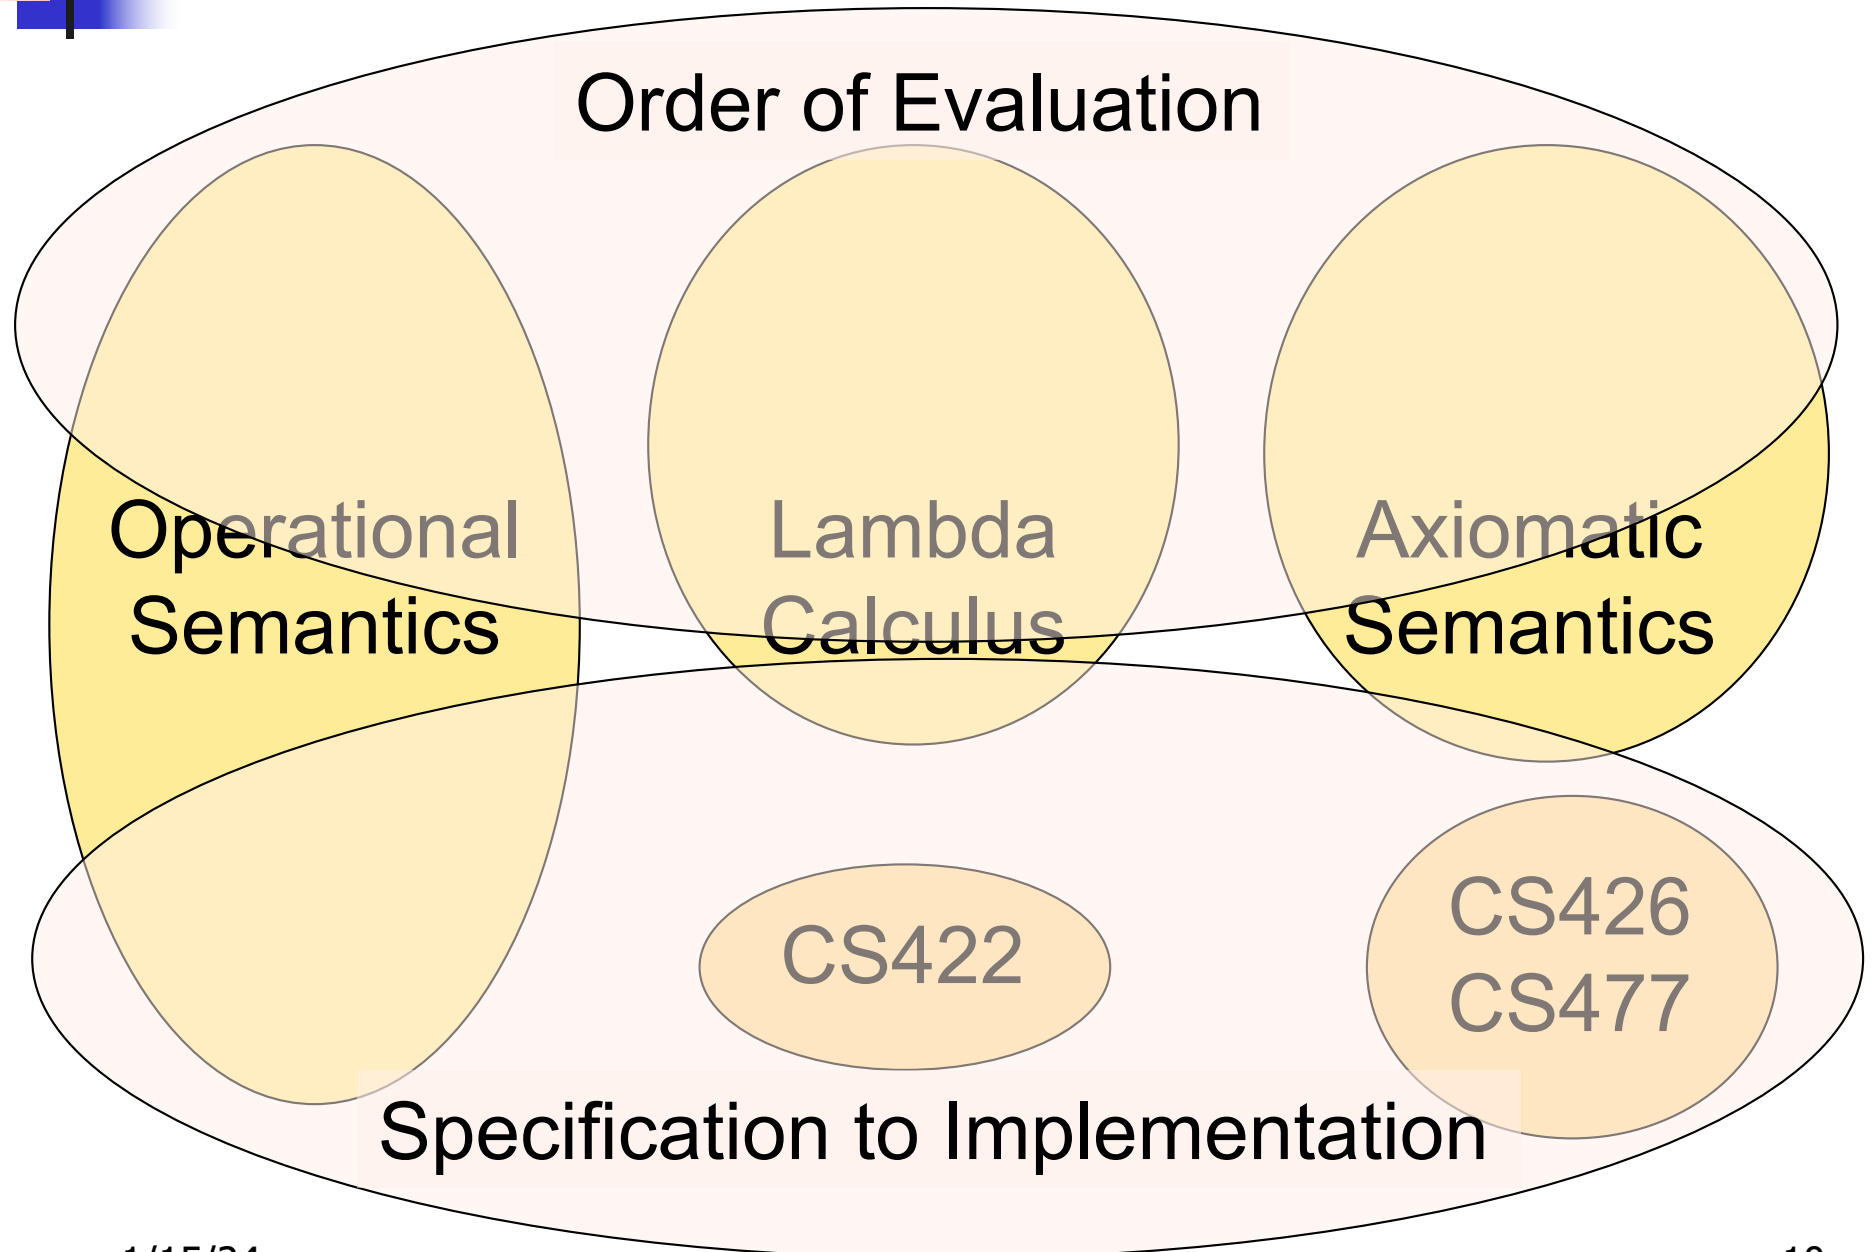 Order of Evaluation
Operational
Semantics
Lambda
Calculus
Axiomatic
Semantics
CS422
CS426
CS477
Specification to Implementation